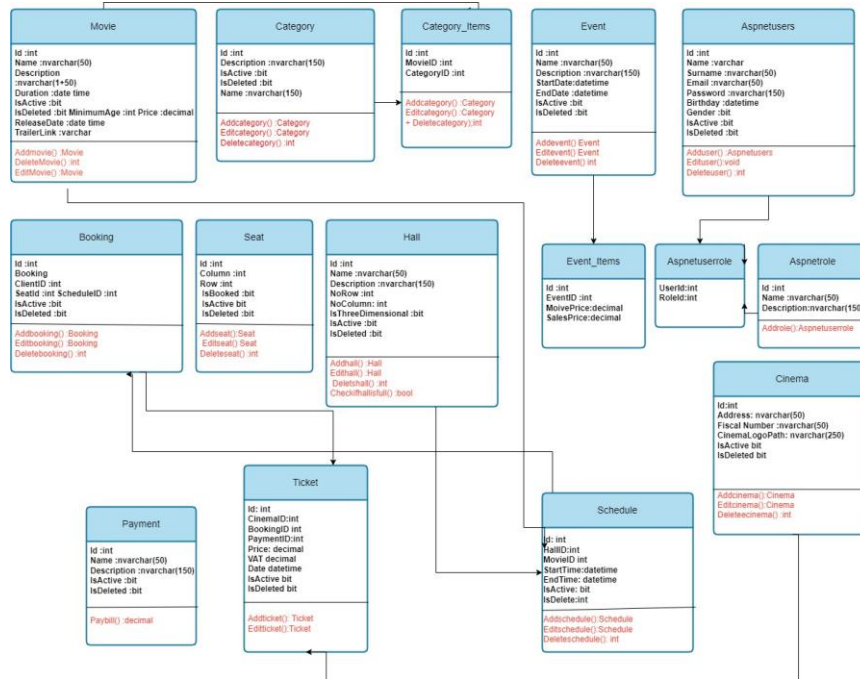 Movie
Id :int
Name :nvarchar(50)
Description
:nvarchar(1+50)
Duration :date time
IsActive :bit
IsDeleted :bit MinimumAge :int Price :decimal
ReleaseDate :date time
TrailerLink :varchar
Addmovie() :Movie
DeleteMovie() :int
EditMovie() :Movie
Category
Id :int
Description :nvarchar(150)
IsActive :bit
IsDeleted :bit
Name :nvarchar(150)
Addcategory() :Category
Editcategory() :Category
Deletecategory() :int
Category_Items
Id :int
MovieID :int
CategoryID :int
Addcategory() :Category
Editcategory() :Category
+ Deletecategory);int
Event
Id :int
Name :nvarchar(50)
Description :nvarchar(150)
StartDate:datetime
EndDate :datetime
IsActive :bit
IsDeleted :bit
Addevent() Event
Editevent() Event
Deleteevent() int
Aspnetusers
Id :int
Name :varchar
Surname :nvarchar(50)
Email :nvarchar(50)
Password :nvarchar(150)
Birthday :datetime
Gender :bit
IsActive :bit
IsDeleted :bit
Adduser() :Aspnetusers
Edituser():void
Deleteuser() :int
Booking
Id :int
Booking
ClientID :int
SeatId :int ScheduleID :int
IsActive :bit
IsDeleted :bit
Addbooking() :Booking
Editbooking() :Booking
Deletebooking() :int
Seat
Id :int
Column :int
Row :int
IsBooked :bit
IsActive bit
IsDeleted :bit
Addseat():Seat
Editseat() Seat
Deleteseat() :int
Hall
Id :int
Name :nvarchar(50)
Description :nvarchar(150)
NoRow :int
NoColumn: int
IsThreeDimensional :bit
IsActive :bit
IsDeleted :bit
Addhall() :Hall
Edithall() :Hall
Deletshall() :int
Checkifhallisfull() :bool
Event_Items
Id :int
EventID :int
MoivePrice:decimal
SalesPrice:decimal
Aspnetuserrole
UserId:int
RoleId:int
Aspnetrole
Id :int
Name :nvarchar(50)
Description:nvarchar(150
Addrole():Aspnetuserrole
Cinema
Id:int
Address: nvarchar(50)
Fiscal Number :nvarchar(50)
CinemaLogoPath: nvarchar(250)
IsActive bit
IsDeleted bit
Addcinema():Cinema
Editcinema():Cinema
Deleteecinema() :int
Payment
Id :int
Name :nvarchar(50)
Description :nvarchar(150)
IsActive :bit
IsDeleted :bit
Paybill() :decimal
Ticket
Id: int
CinemaID:int
BookingID int
PaymentID:int
Price: decimal
VAT decimal
Date datetime
IsActive bit
IsDeleted bit
Addticket(): Ticket
Editticket():Ticket
Schedule
Id: int
HallID:int
MovieID int
StartTime:datetime
EndTime: datetime
IsActive: bit
IsDelete:int
Addschedule():Schedule
Editschedule():Schedule
Deleteschedule(): int